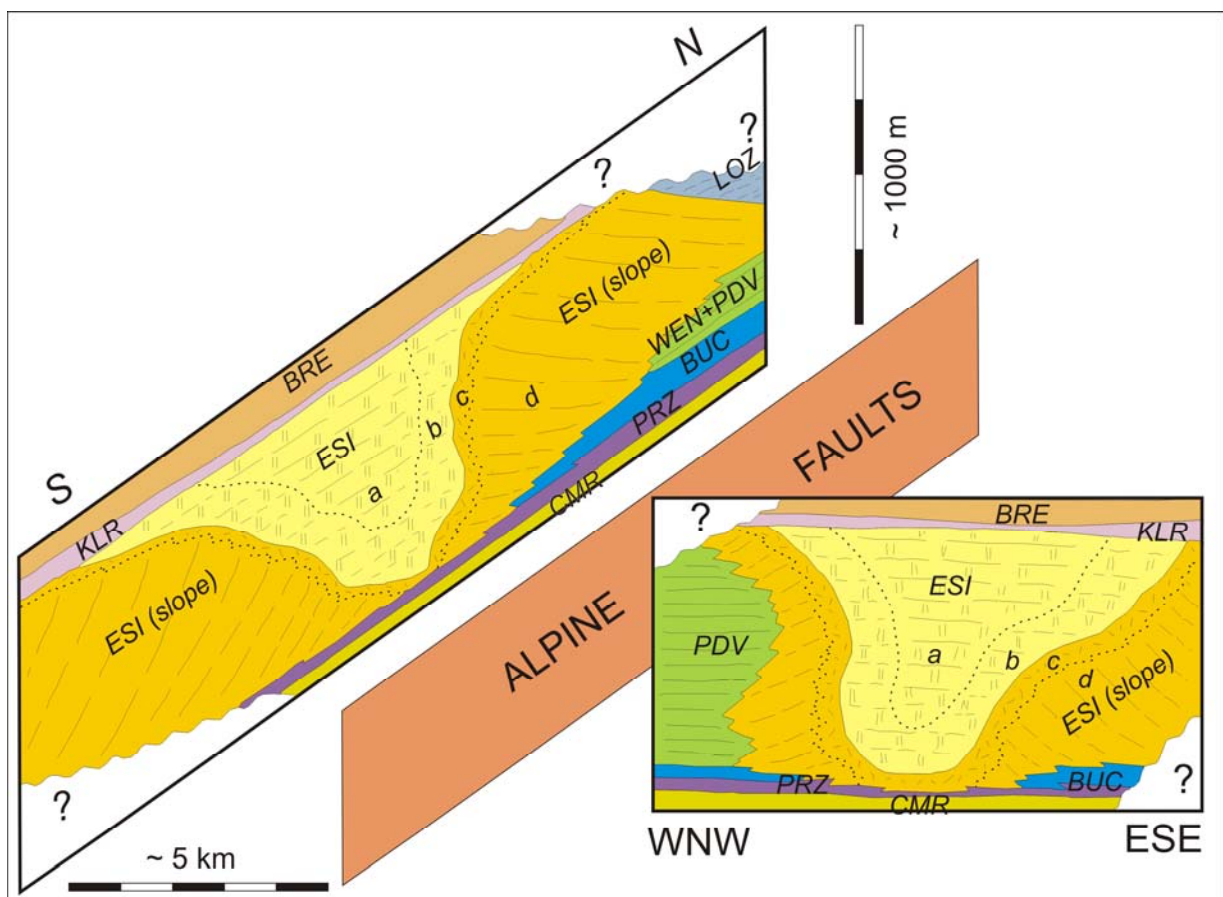 N
?
?
LOZ
~ 1000 m
ESI (slope)
WEN+PDV
BUC
PRZ
CMR
BRE
c
d
b
ESI
a
S
KLR
ESI (slope)
?
ALPINE FAULTS
~ 5 km
?
BRE
KLR
ESI
PDV
a
b
c
d
ESI (slope)
PRZ
BUC
CMR
?
WNW
ESE